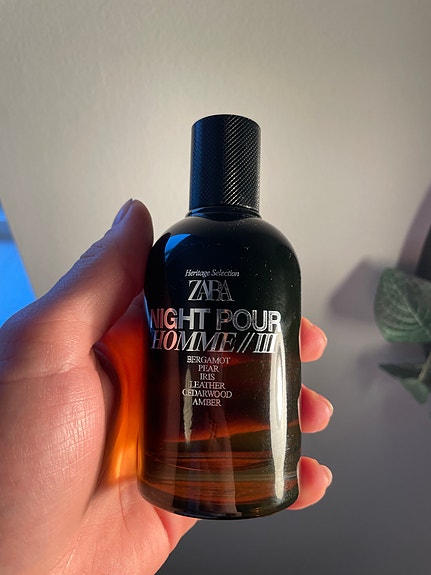 Heritage Selection
ZARA
NIGHT POUR
HOMME // III
BERGAMOT
PEAR
IRIS
LEATHER
CEDARWOOD
AMBER